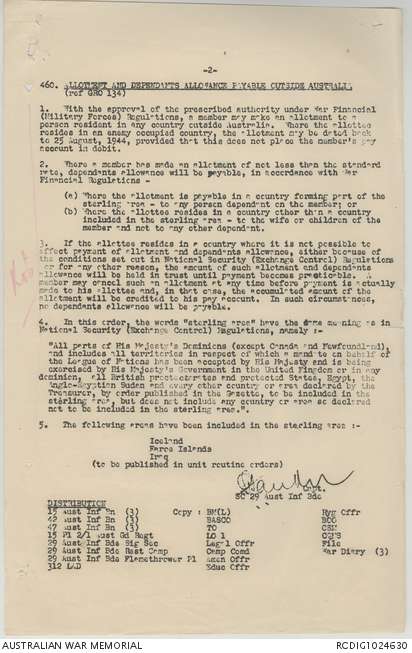 -2-
460. ALLOTMENT AND DEPENDANTS ALLOWANCE PAYABLE OUTSIDE AUSTRALIA
(ref GRO 134)
1. With the approval of the prescribed authority under War Financial
(Military Forces) Regulations, a member may make an allotment to a
person resident in any country outside Australia. Where the allottee
resides in an enemy occupied country, the allotment may be dated back
to 25 August, 1944, provided that this does not place the member's pay
account in debit.
2. Where a member has made an allotment of not less than the standard
rate, dependants allowance will be payable, in accordance with War
Financial Regulations -
(a) Where the allotment is payable in a country forming part of the
sterling area - to any person dependant on the member; or
(b) Where the allottee resides in a country other than a country
included in the sterling area - to the wife or children of the
member and not to any other dependant.
3. If the allottee resides in a country where it is not possible to
effect payment of allotment and dependants allowance, either because of
the conditions set out in National Security (Exchange Control) Regulations
or for any other reason, the amount of such allotment and dependants
allowance will be held in trust until payment becomes practicable. A
member may cancel such an allotment at any time before payment is actually
made to his allottee and, in that case, the accumulated amount of the
allotment will be credited to his pay account. In such circumstances,
no dependants allowance will be payable.
4. In this order, the words "sterling area" have the same meaning as in
National Security (Exchange Control) Regulations, namely :-
"All parts of His Majesty's Dominions (except Canada and Newfoundland),
and includes all territories in respect of which a mandate on behalf of
the League of Nations has been accepted by His Majesty and is being
exercised by His Majesty's Government in the United Kingdom or in any
dominion, all British protectorates and protected States, Egypt, the
Anglo-Egyptian Sudan and every other country or area declared by the
Treasurer, by order published in the Gazette, to be included in the
sterling area, but does not include any country or area so declared
not to be included in the sterling area.".
5. The following areas have been included in the sterling area :-
Iceland
Faroe Islands
Iraq
(to be published in unit routine orders)
Capt.
SC 29 Aust Inf Bde
DISTRIBUTION
15 Aust Inf Bn (3) Copy : BM(L) Hyg Offr
42 Aust Inf Bn (3) BASCO BOO
47 Aust Inf Bn (3) TO
15 Pl 2/1 Aust Gd Regt LO 1
29 Aust Inf Bde Sig Sec Legal Offr File
29 Aust Inf Bde Rest Camp Camp Comd War Diary (3)
29 Aust Inf Bde Flamethrower Pl Amen Offr
312 LAD Educ Offr
AUSTRALIAN WAR MEMORIAL
RCDIG1024630